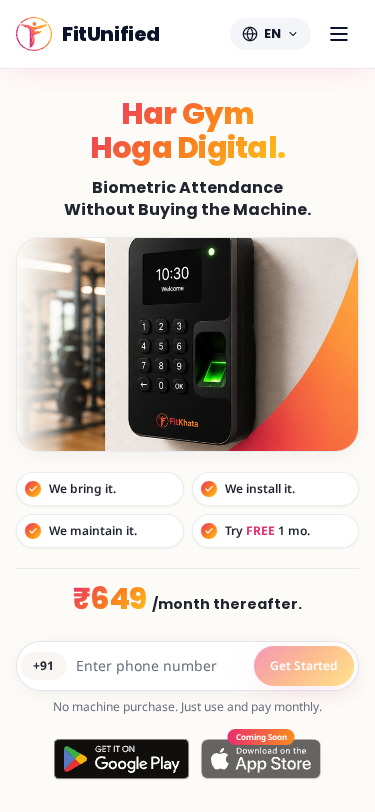 FitUnified
EN
Har Gym
Hoga Digital.
Biometric Attendance
Without Buying the Machine.
10:30
Welcome
1 2 3
4 5 6
7 8 9
← 0 OK
FitKhata
We bring it.
We install it.
We maintain it.
Try FREE 1 mo.
₹649 /month thereafter.
+91 Enter phone number Get Started
No machine purchase. Just use and pay monthly.
GET IT ON
Google Play
Coming Soon
Download on the
App Store